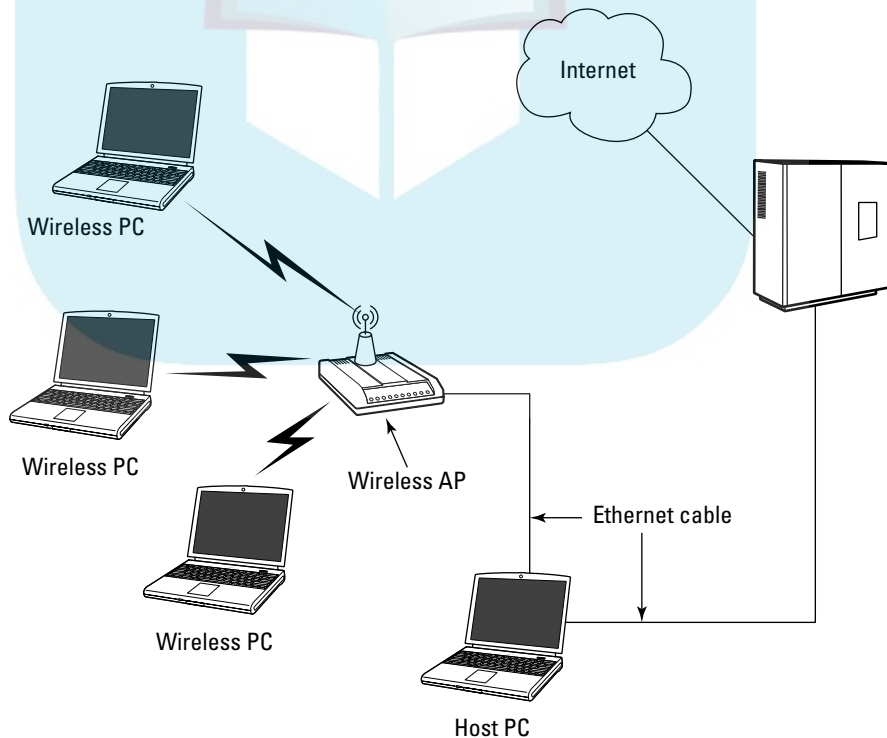 Internet
Wireless PC
Wireless PC
Wireless AP
Ethernet cable
Wireless PC
Host PC